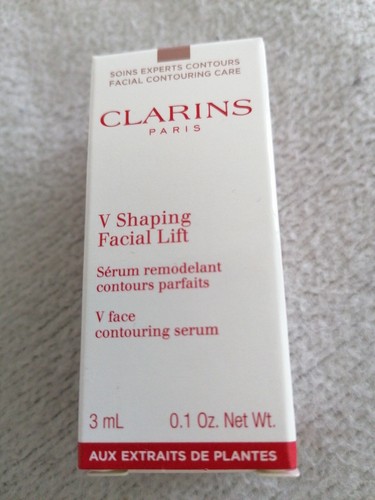 SOINS EXPERTS CONTOURS
FACIAL CONTOURING CARE
CLARINS
PARIS
V Shaping
Facial Lift
Sérum remodelant
contours parfaits
V face
contouring serum
3 mL 0.1 Oz. Net Wt.
AUX EXTRAITS DE PLANTES